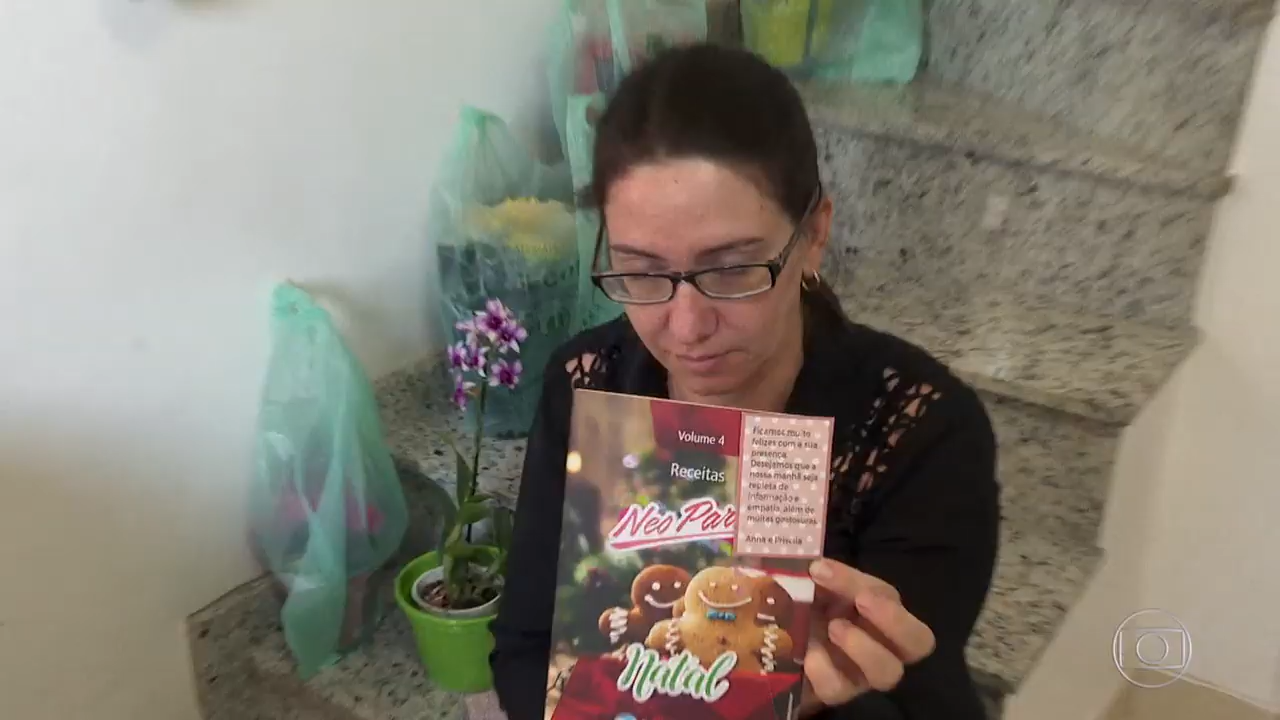 Volume 4
Receitas
Neo Par
Natal
Ficamos muito
felizes com a sua
presença.
Desejamos que a
nossa manhã seja
repleta de
informação e
empatia, além de
muitas gostosuras.
Anna e Priscila